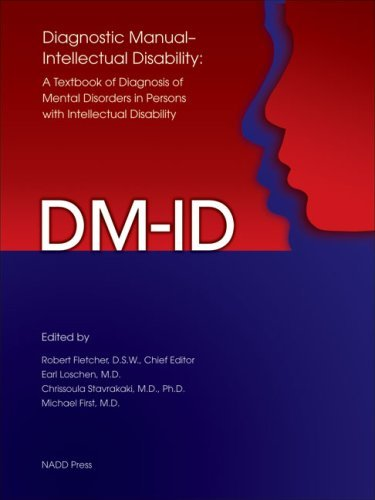 Diagnostic Manual–
Intellectual Disability:
A Textbook of Diagnosis of
Mental Disorders in Persons
with Intellectual Disability
DM-ID
Edited by
Robert Fletcher, D.S.W., Chief Editor
Earl Loschen, M.D.
Chrissoula Stavrakaki, M.D., Ph.D.
Michael First, M.D.
NADD Press